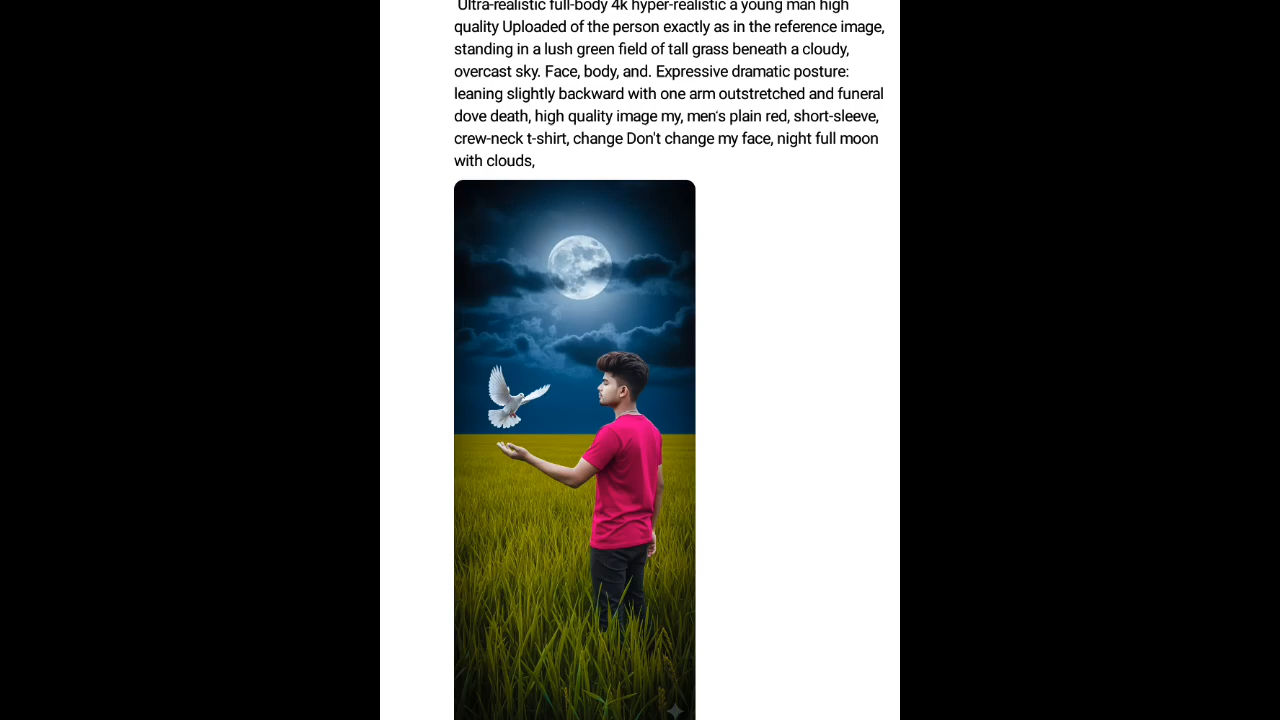 Ultra-realistic full-body 4k hyper-realistic a young man high
quality Uploaded of the person exactly as in the reference image,
standing in a lush green field of tall grass beneath a cloudy,
overcast sky. Face, body, and. Expressive dramatic posture:
leaning slightly backward with one arm outstretched and funeral
dove death, high quality image my, men's plain red, short-sleeve,
crew-neck t-shirt, change Don't change my face, night full moon
with clouds,